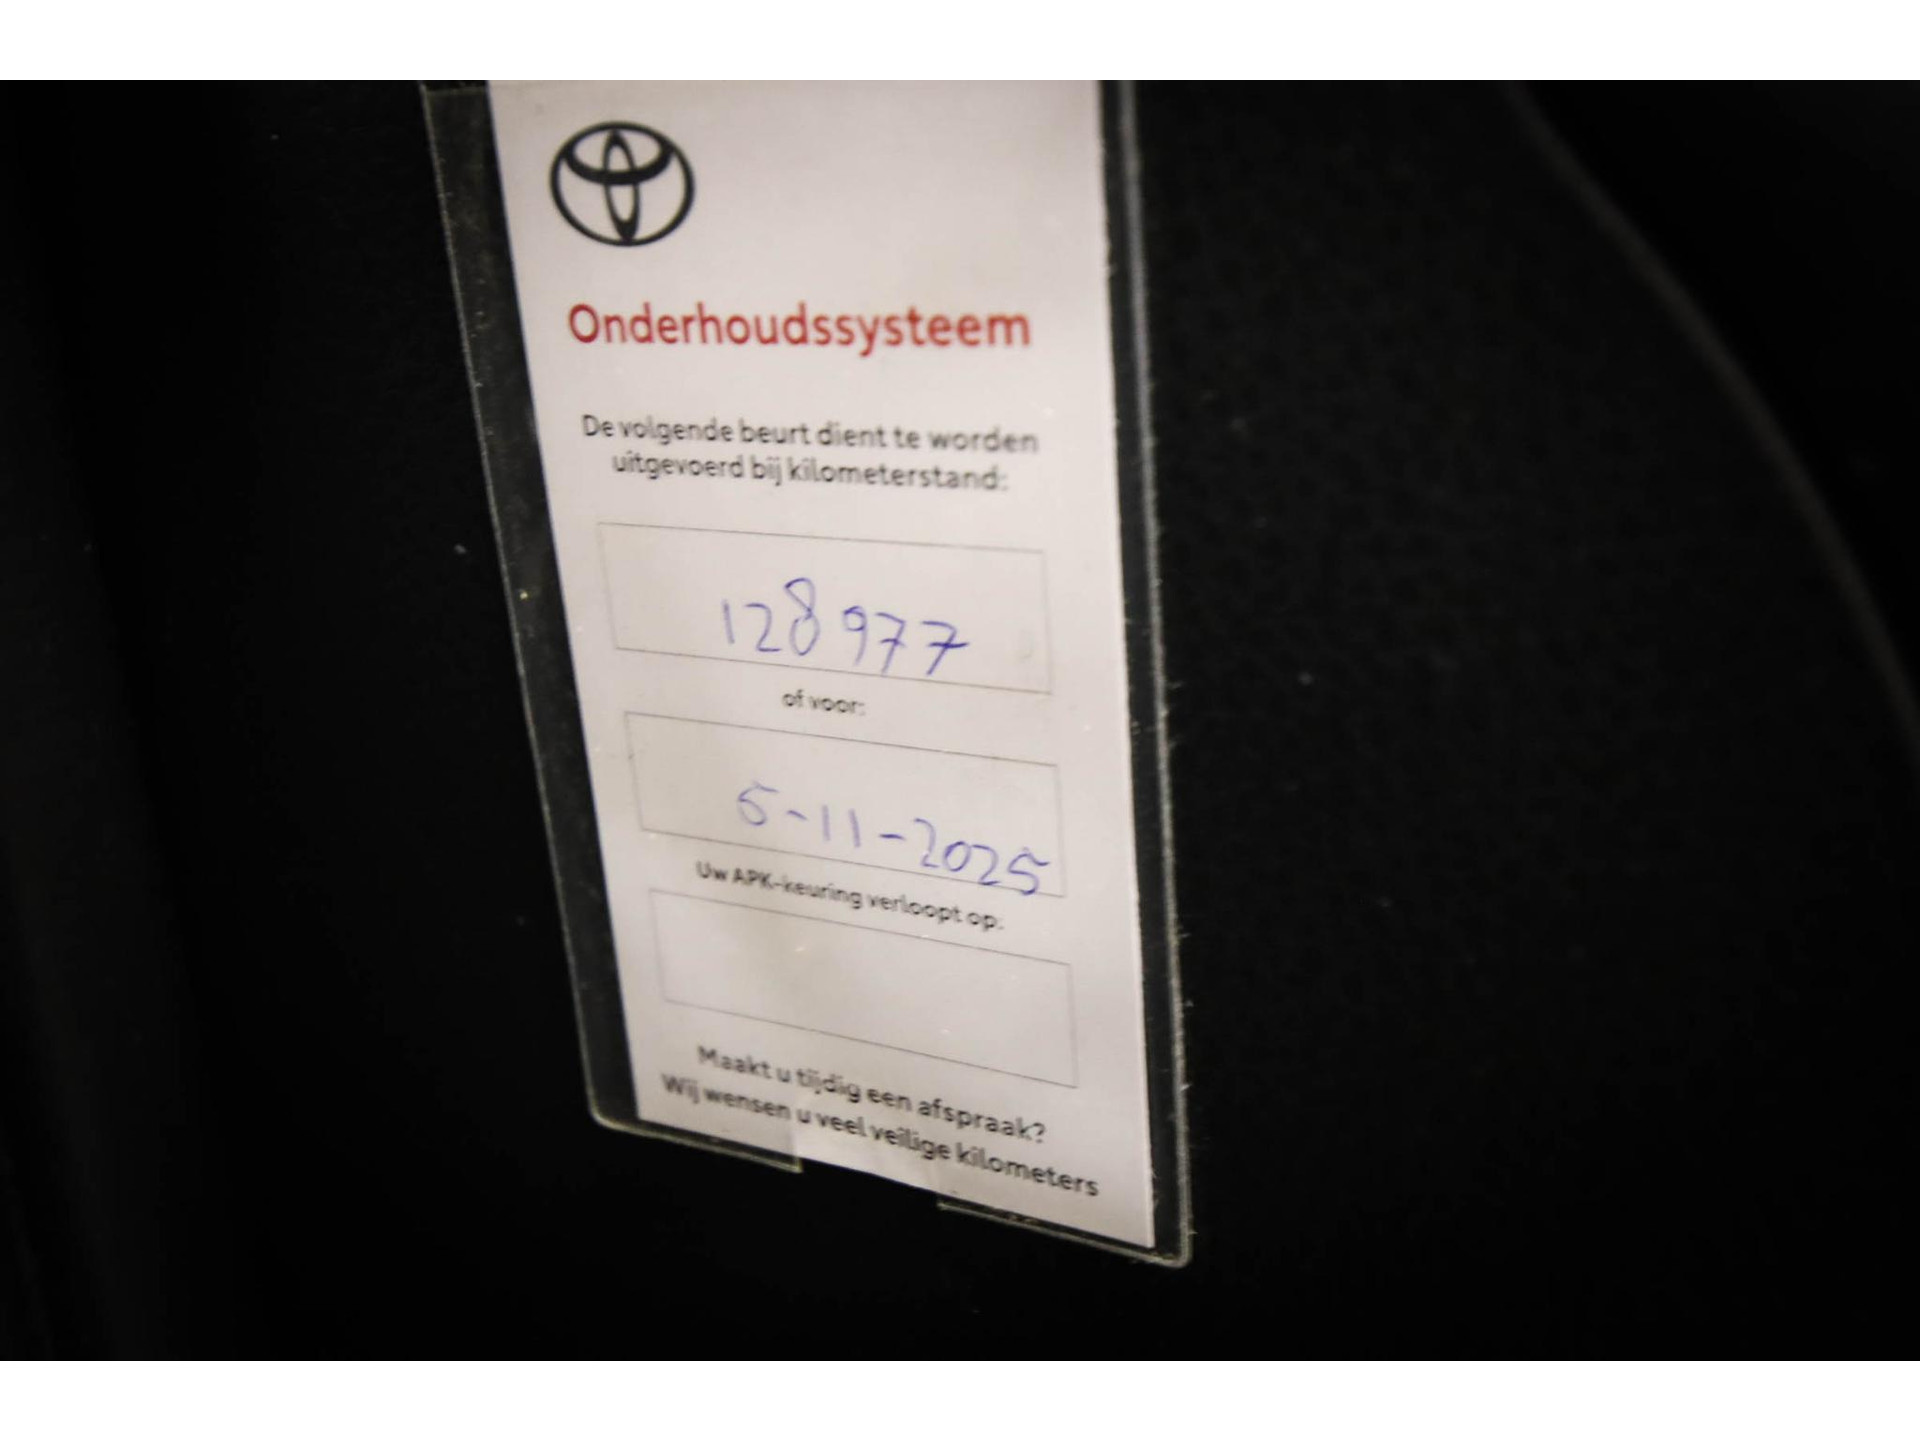 Onderhoudssysteem
De volgende beurt dient te worden
uitgevoerd bij kilometerstand:
128977
of voor:
5-11-2025
Uw APK-keuring verloopt op:
Maakt u tijdig een afspraak?
Wij wensen u veel veilige kilometers